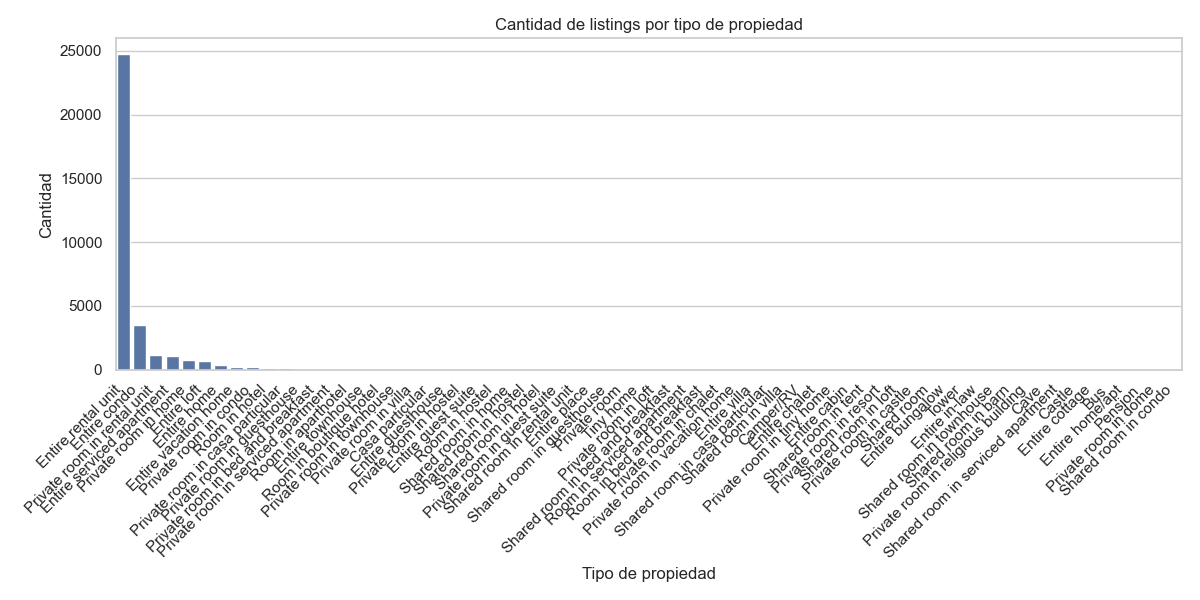 Cantidad de listings por tipo de propiedad
25000
20000
15000
10000
5000
0
Cantidad
Entire rental unit
Entire condo
Private room in rental unit
Entire serviced apartment
Private room in home
Entire loft
Entire home
Entire vacation home
Private room in condo
Room in hotel
Private room in casa particular
Private room in guesthouse
Private room in bed and breakfast
Private room in serviced apartment
Room in aparthotel
Entire townhouse
Room in boutique hotel
Private room in townhouse
Private room in villa
Casa particular
Entire guesthouse
Private room in hostel
Entire guest suite
Room in hostel
Shared room in home
Shared room in hostel
Shared room in hotel
Private room in guest suite
Shared room in rental unit
Entire place
Shared room in guesthouse
Private room
Tiny home
Private room in loft
Shared room in bed and breakfast
Room in serviced apartment
Room in bed and breakfast
Private room in chalet
Private room in vacation home
Entire villa
Shared room in casa particular
Shared room in villa
Camper/RV
Entire chalet
Private room in tiny home
Entire cabin
Shared room in tent
Private room in resort
Shared room in loft
Private room in castle
Shared room
Entire bungalow
Tower
Entire in-law
Shared room in townhouse
Shared room in barn
Private room in religious building
Cave
Shared room in serviced apartment
Castle
Entire cottage
Bus
Entire home/apt
Pension
Private room in dome
Shared room in condo
Tipo de propiedad